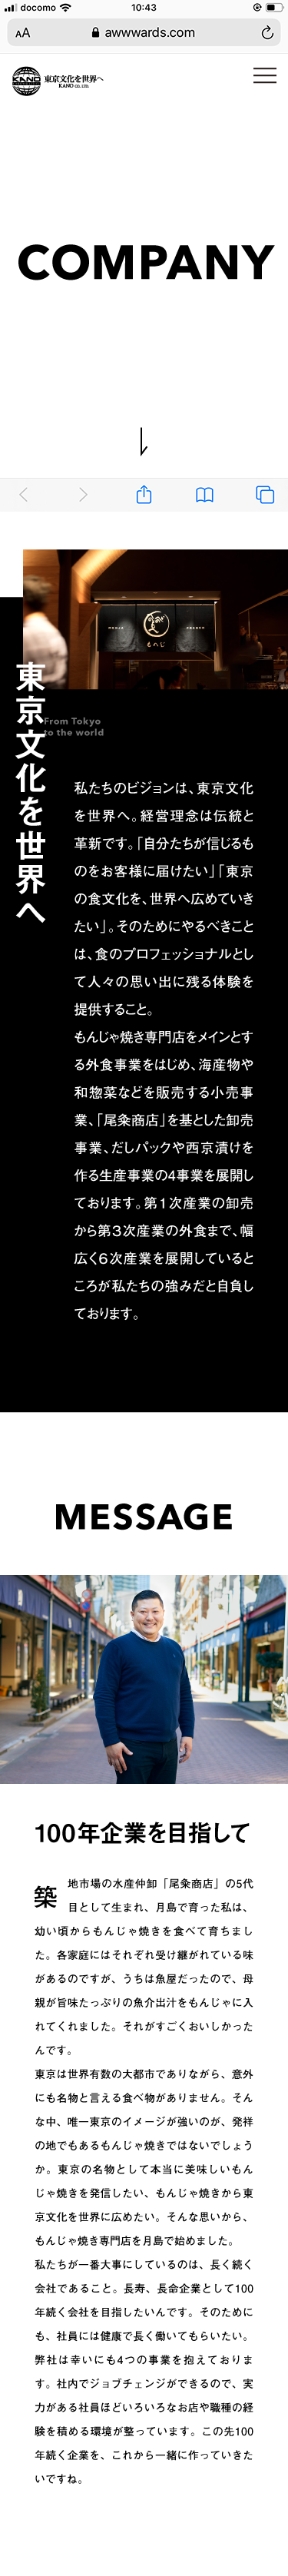 docomo
10:43
AA
awwwards.com
KANO
東京文化を世界へ
KANO CO. LTD.
COMPANY
もへじ
東京文化を世界へ
From Tokyo
to the world
私たちのビジョンは、東京文化
を世界へ。経営理念は伝統と
革新です。「自分たちが信じるも
のをお客様に届けたい」「東京
の食文化を、世界へ広めていき
たい」。そのためにやるべきこと
は、食のプロフェッショナルとし
て人々の思い出に残る体験を
提供すること。
もんじゃ焼き専門店をメインとす
る外食事業をはじめ、海産物や
和惣菜などを販売する小売事
業、「尾粂商店」を基とした卸売
事業、だしパックや西京漬けを
作る生産事業の4事業を展開し
ております。第1次産業の卸売
から第3次産業の外食まで、幅
広く6次産業を展開していると
ころが私たちの強みだと自負し
ております。
MESSAGE
100年企業を目指して
築地市場の水産仲卸「尾粂商店」の5代
目として生まれ、月島で育った私は、
幼い頃からもんじゃ焼きを食べて育ちまし
た。各家庭にはそれぞれ受け継がれている味
があるのですが、うちは魚屋だったので、母
親が旨味たっぷりの魚介出汁をもんじゃに入
れてくれました。それがすごくおいしかった
んです。
東京は世界有数の大都市でありながら、意外
にも名物と言える食べ物がありません。そん
な中、唯一東京のイメージが強いのが、発祥
の地でもあるもんじゃ焼きではないでしょう
か。東京の名物として本当に美味しいもん
じゃ焼きを発信したい、もんじゃ焼きから東
京文化を世界に広めたい。そんな思いから、
もんじゃ焼き専門店を月島で始めました。
私たちが一番大事にしているのは、長く続く
会社であること。長寿、長命企業として100
年続く会社を目指したいんです。そのために
も、社員には健康で長く働いてもらいたい。
弊社は幸いにも4つの事業を抱えておりま
す。社内でジョブチェンジができるので、実
力がある社員ほどいろいろなお店や職種の経
験を積める環境が整っています。この先100
年続く企業を、これから一緒に作っていきた
いですね。